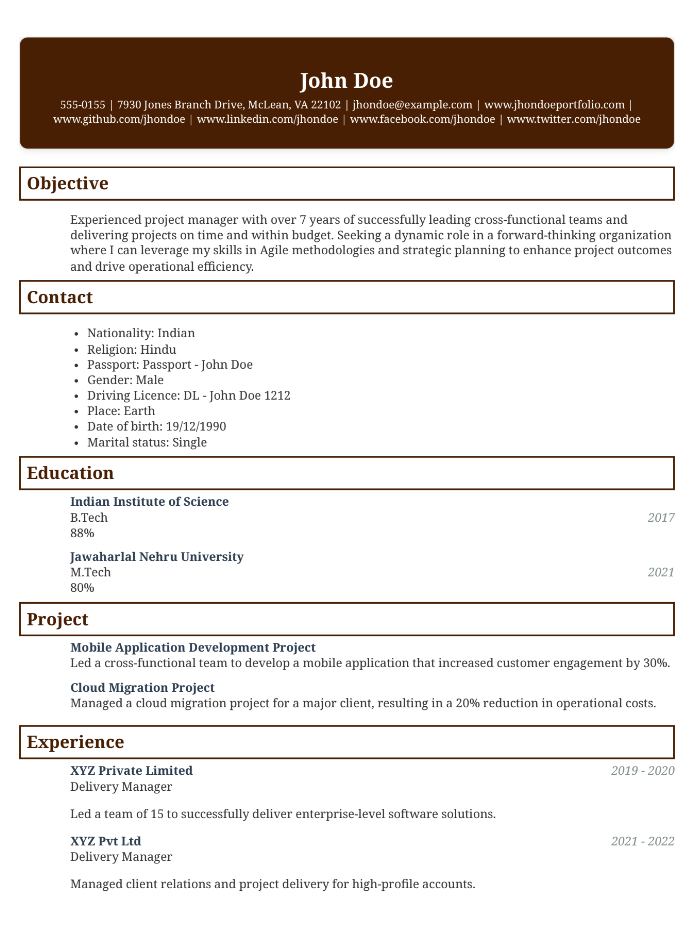 John Doe
555-0155 | 7930 Jones Branch Drive, McLean, VA 22102 | jhondoe@example.com | www.jhondoeportfolio.com |
www.github.com/jhondoe | www.linkedin.com/jhondoe | www.facebook.com/jhondoe | www.twitter.com/jhondoe
Objective
Experienced project manager with over 7 years of successfully leading cross-functional teams and
delivering projects on time and within budget. Seeking a dynamic role in a forward-thinking organization
where I can leverage my skills in Agile methodologies and strategic planning to enhance project outcomes
and drive operational efficiency.
Contact
• Nationality: Indian
• Religion: Hindu
• Passport: Passport - John Doe
• Gender: Male
• Driving Licence: DL - John Doe 1212
• Place: Earth
• Date of birth: 19/12/1990
• Marital status: Single
Education
Indian Institute of Science
B.Tech 2017
88%
Jawaharlal Nehru University
M.Tech 2021
80%
Project
Mobile Application Development Project
Led a cross-functional team to develop a mobile application that increased customer engagement by 30%.
Cloud Migration Project
Managed a cloud migration project for a major client, resulting in a 20% reduction in operational costs.
Experience
XYZ Private Limited 2019 - 2020
Delivery Manager
Led a team of 15 to successfully deliver enterprise-level software solutions.
XYZ Pvt Ltd 2021 - 2022
Delivery Manager
Managed client relations and project delivery for high-profile accounts.